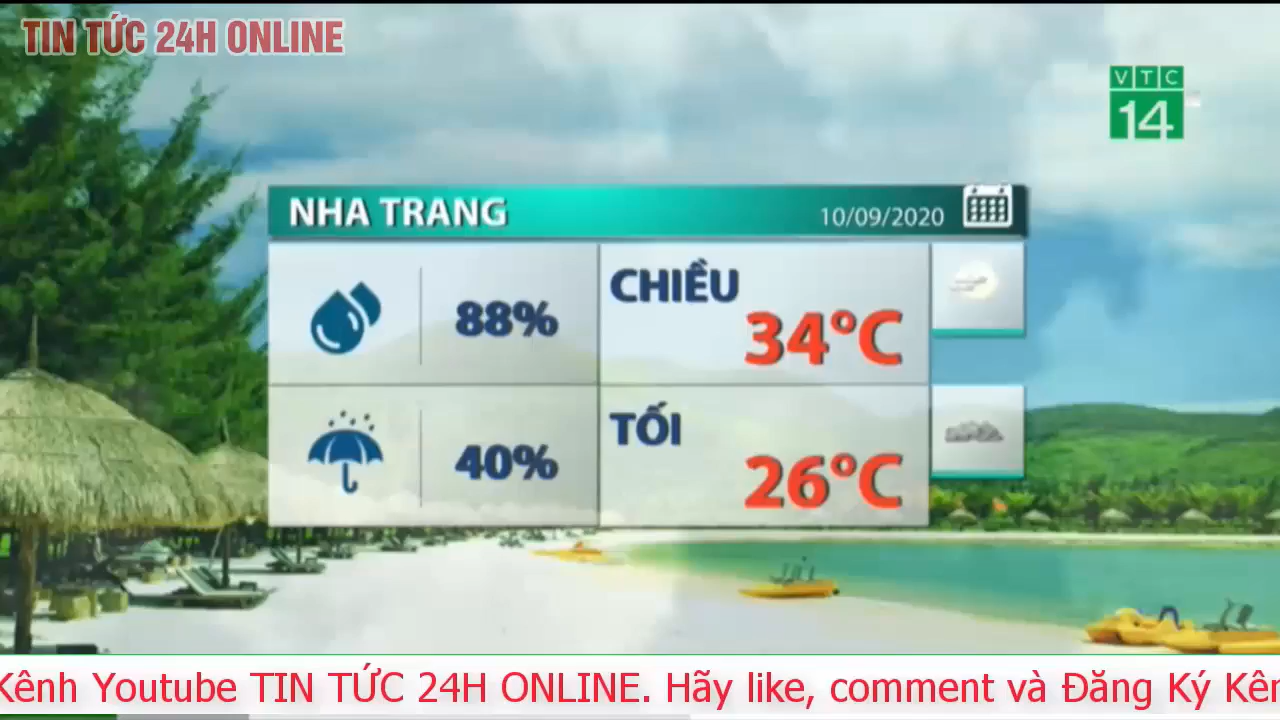 TIN TỨC 24H ONLINE
VTC
14
NHA TRANG
10/09/2020
88%
CHIỀU
34°C
40%
TỐI
26°C
Kênh Youtube TIN TỨC 24H ONLINE. Hãy like, comment và Đăng Ký Kên